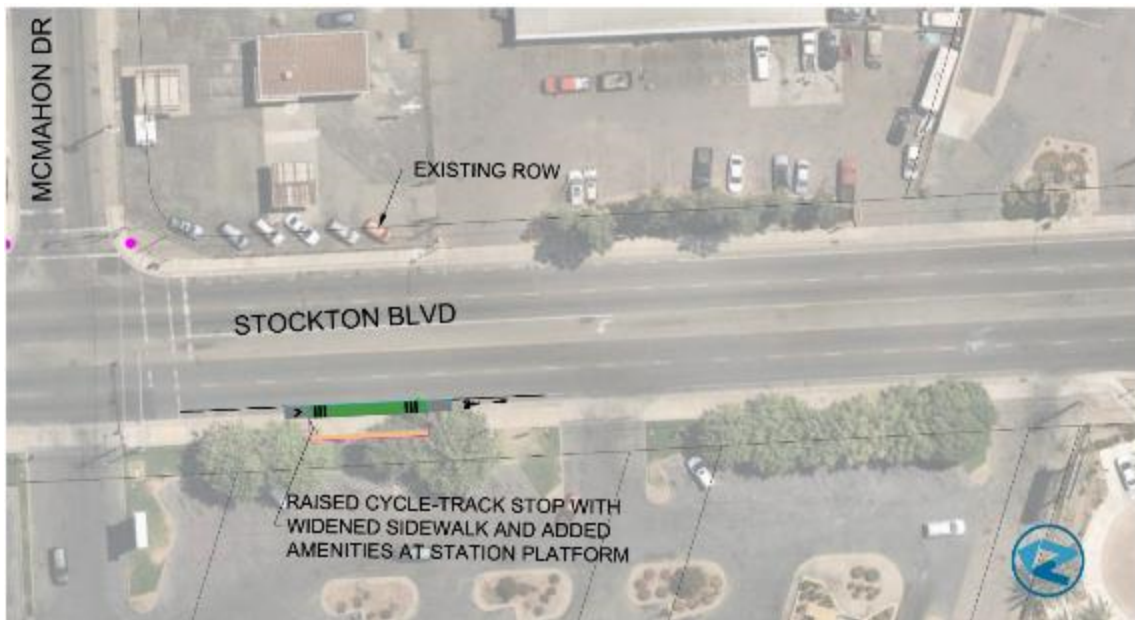 MCMAHON DR
EXISTING ROW
STOCKTON BLVD
RAISED CYCLE-TRACK STOP WITH
WIDENED SIDEWALK AND ADDED
AMENITIES AT STATION PLATFORM